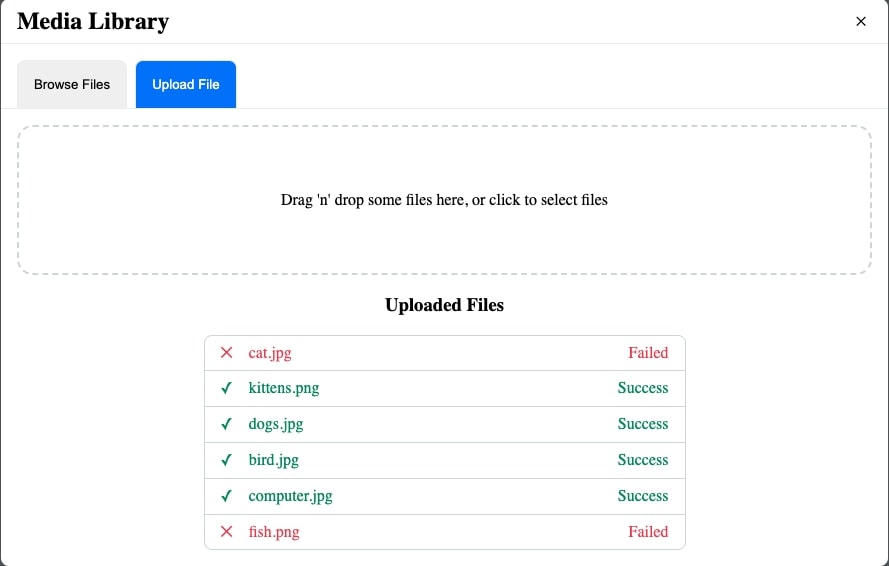 Media Library ×
Browse Files Upload File
Drag 'n' drop some files here, or click to select files
Uploaded Files
cat.jpg Failed
kittens.png Success
dogs.jpg Success
bird.jpg Success
computer.jpg Success
fish.png Failed